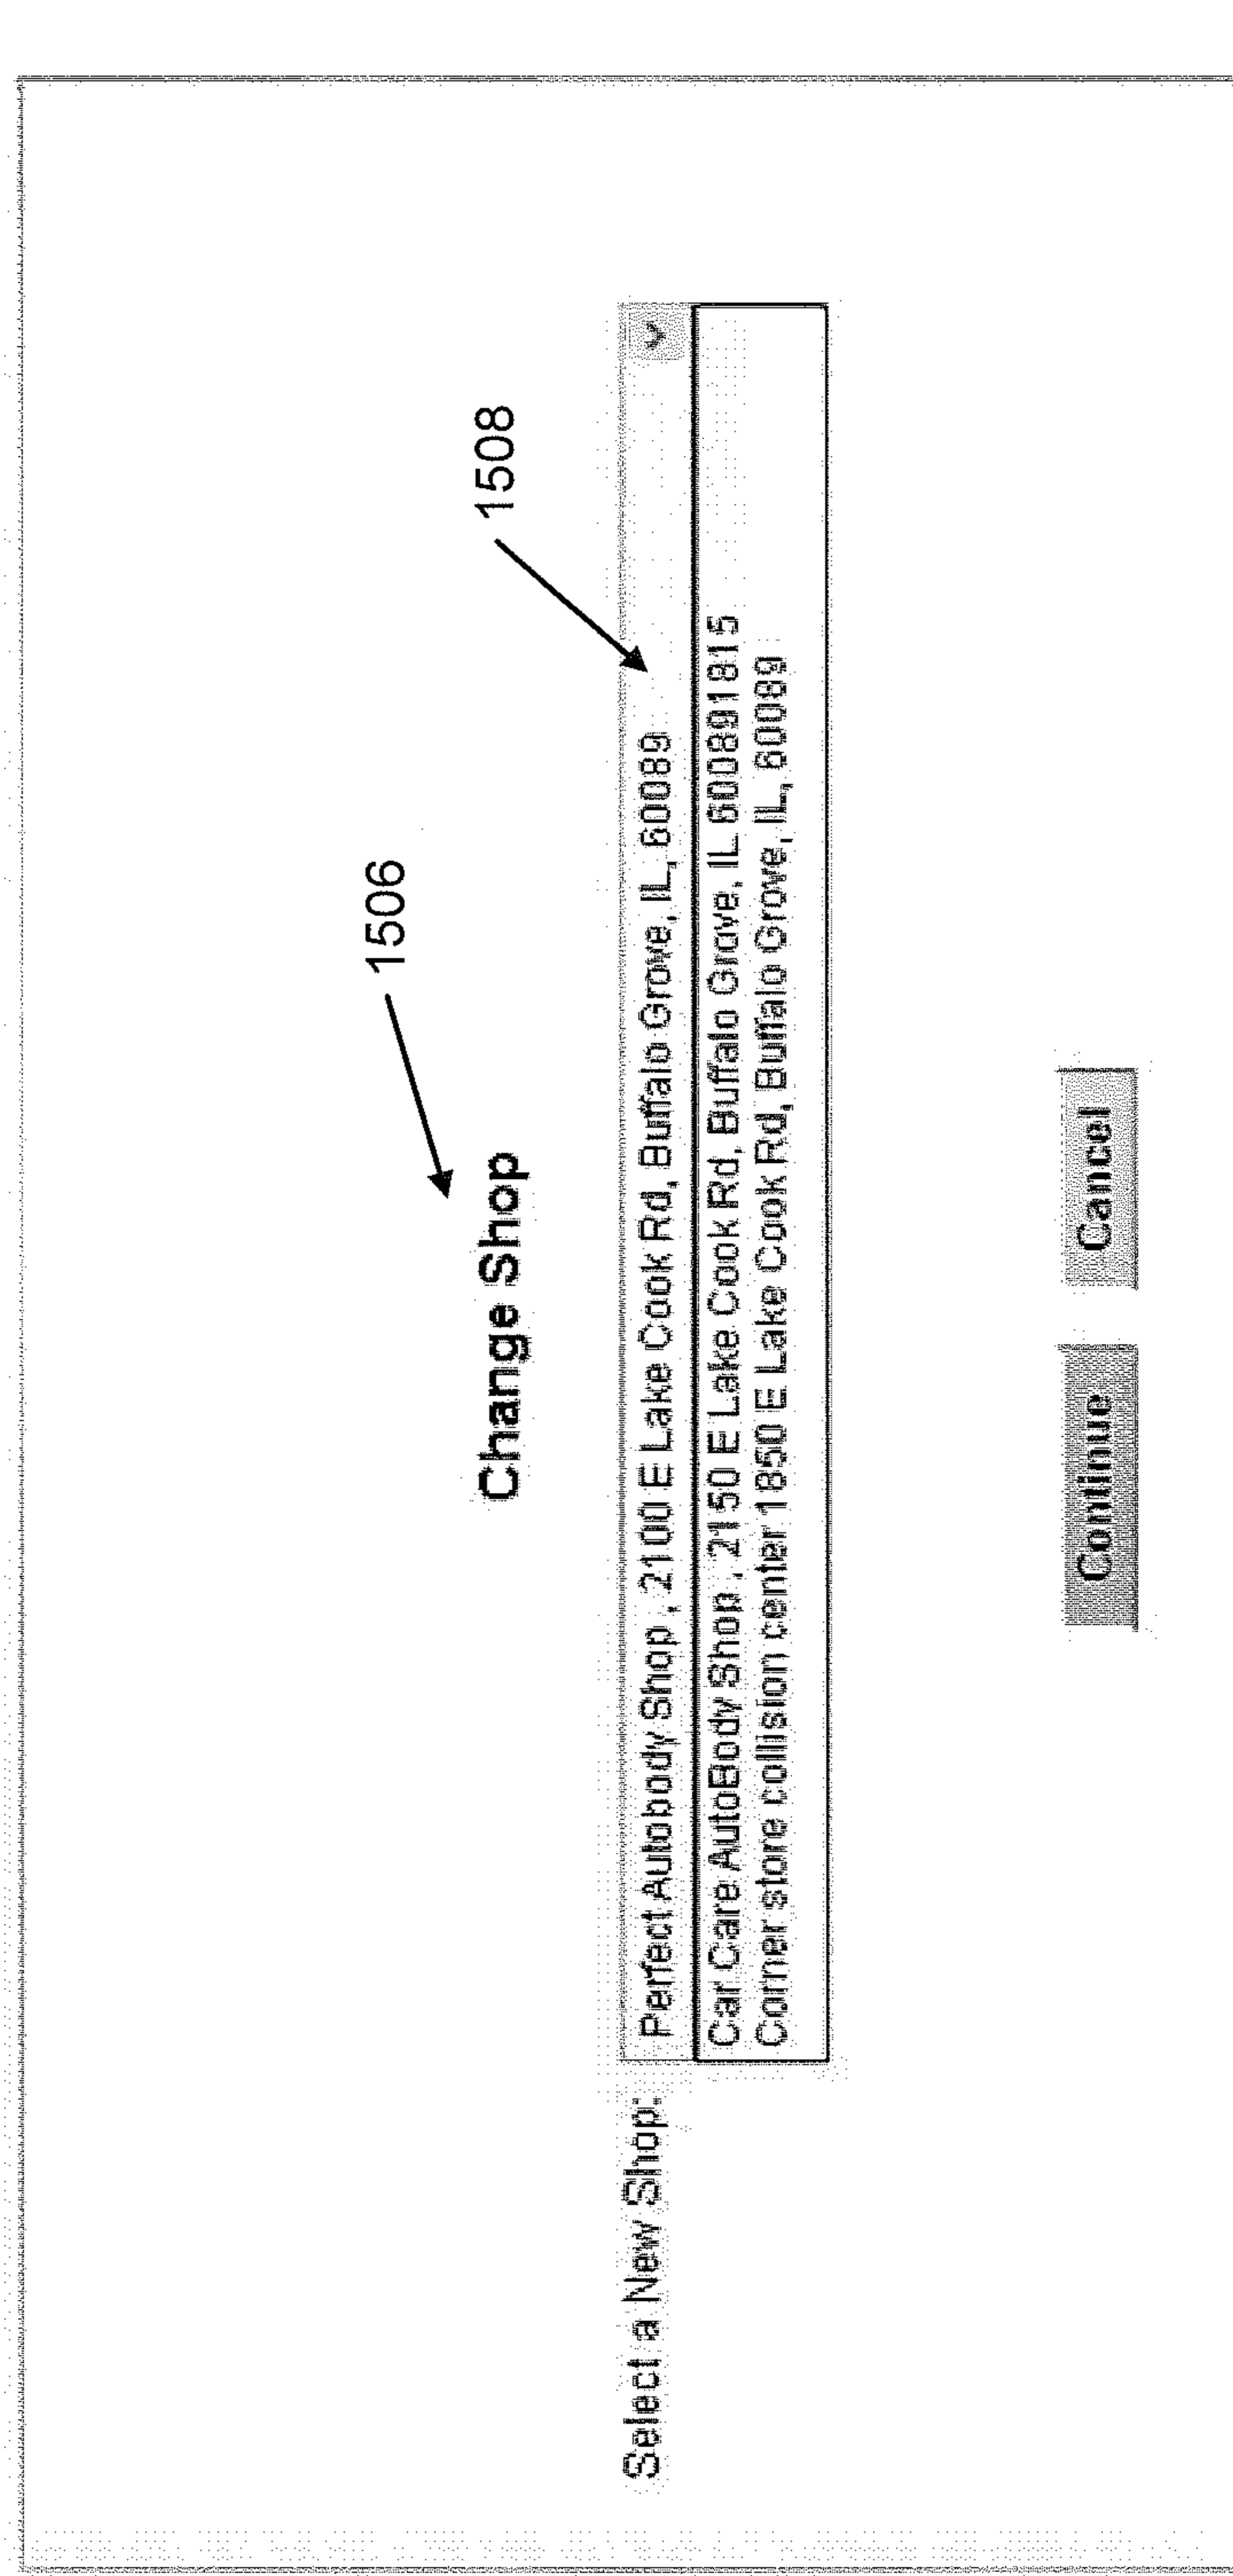 1506
Change Shop
1508
Select a New Shop:
Perfect Autobody Shop , 2100 E Lake Cook Rd, Buffalo Grove, IL, 60089
Car Care AutoBody Shop , 2150 E Lake Cook Rd, Buffalo Grove, IL 600891815
Corner store collision center 1850 E Lake Cook Rd, Buffalo Grove, IL, 60089
Continue
Cancel